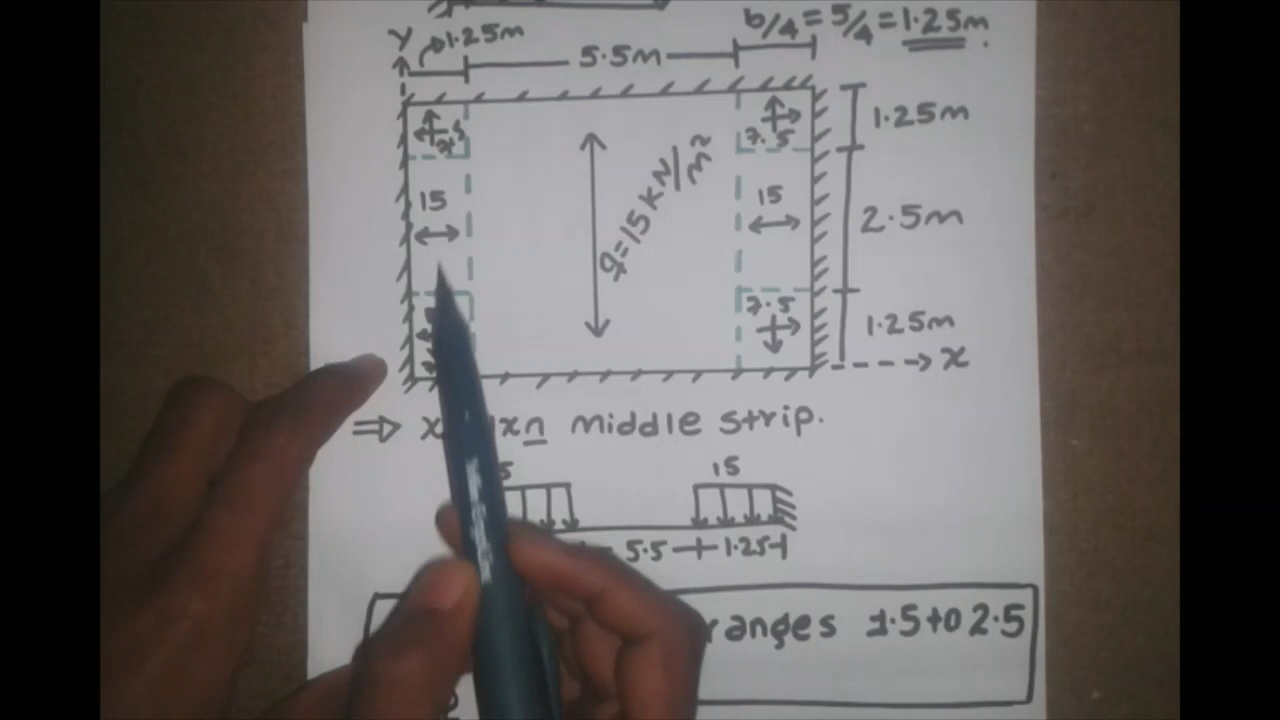 b/4 = 5/4 = 1.25m.
Y 1.25m
5.5m
7.5
1.25m
15
q=15 kN/m²
15
2.5m
7.5
1.25m
x
⇒ x n middle strip.
15
5.5 1.25
ranges 1.5 to 2.5